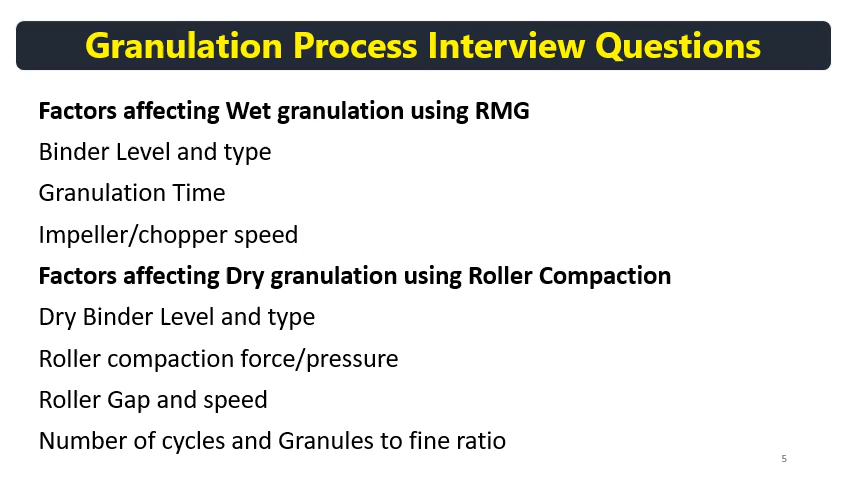 Granulation Process Interview Questions
Factors affecting Wet granulation using RMG
Binder Level and type
Granulation Time
Impeller/chopper speed
Factors affecting Dry granulation using Roller Compaction
Dry Binder Level and type
Roller compaction force/pressure
Roller Gap and speed
Number of cycles and Granules to fine ratio
5